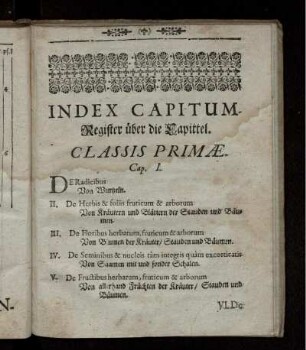 INDEX CAPITUM.
Register über die Capittel.
CLASSIS PRIMÆ.
Cap. I.
DE Radicibus
Von Wurtzeln.
II. De Herbis & foliis fruticum & arborum
Von Kräutern und Blättern der Stauden und Bäu-
men.
III. De Floribus herbarum, fruticum & arborum
Von Blumen der Kräuter / Stauden und Bäumen.
IV. De Seminibus & nucleis tàm integris quàm excorticatis
Von Saamen mit und sonder Schalen.
V. De Fructibus herbarum, fruticum & arborum
Von allerhand Früchten der Kräuter / Stauden und
Bäumen.
VI. De
N-